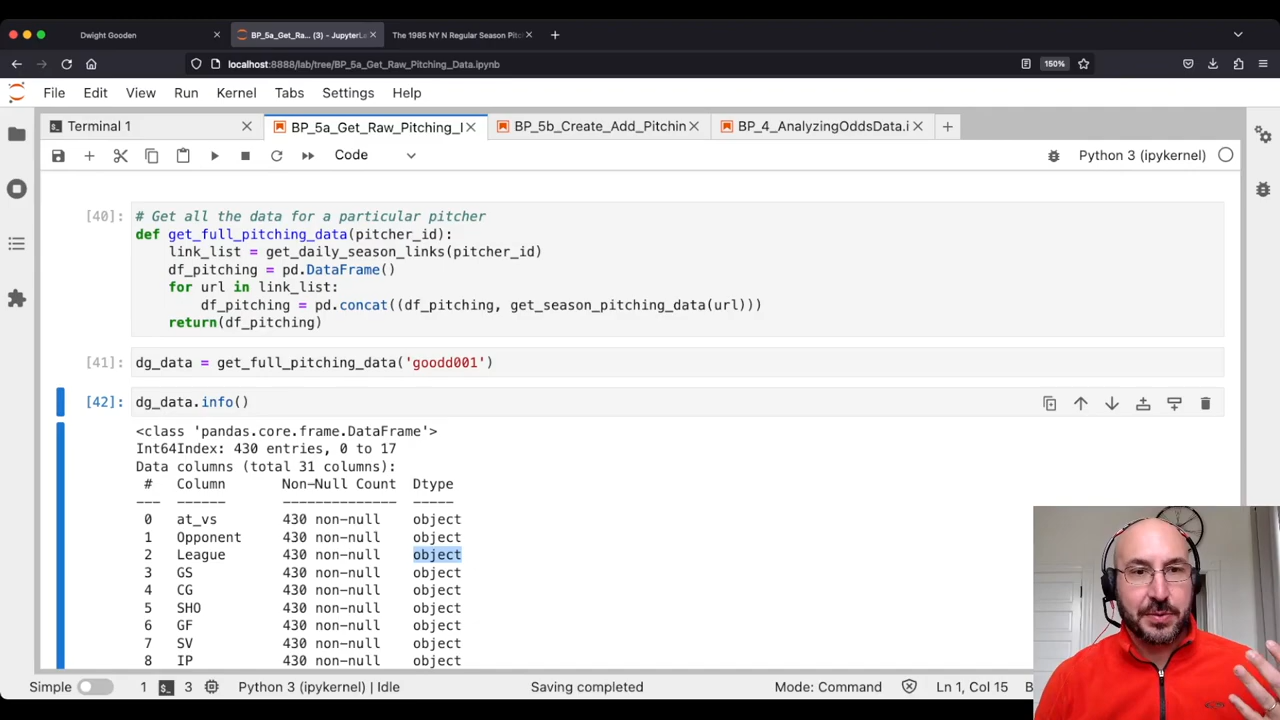 Dwight Gooden
BP_5a_Get_Ra... (3) - JupyterL
The 1985 NY N Regular Season Pitc
localhost:8888/lab/tree/BP_5a_Get_Raw_Pitching_Data.ipynb
150%
File Edit View Run Kernel Tabs Settings Help
Terminal 1
BP_5a_Get_Raw_Pitching_I
BP_5b_Create_Add_Pitchin
BP_4_AnalyzingOddsData.i
Code
Python 3 (ipykernel)
[40]: # Get all the data for a particular pitcher
def get_full_pitching_data(pitcher_id):
link_list = get_daily_season_links(pitcher_id)
df_pitching = pd.DataFrame()
for url in link_list:
df_pitching = pd.concat((df_pitching, get_season_pitching_data(url)))
return(df_pitching)
[41]: dg_data = get_full_pitching_data('goodd001')
[42]: dg_data.info()
<class 'pandas.core.frame.DataFrame'>
Int64Index: 430 entries, 0 to 17
Data columns (total 31 columns):
# Column Non-Null Count Dtype
--- ------ -------------- -----
0 at_vs 430 non-null object
1 Opponent 430 non-null object
2 League 430 non-null object
3 GS 430 non-null object
4 CG 430 non-null object
5 SHO 430 non-null object
6 GF 430 non-null object
7 SV 430 non-null object
8 IP 430 non-null object
Simple 1 3 Python 3 (ipykernel) | Idle Saving completed Mode: Command Ln 1, Col 15